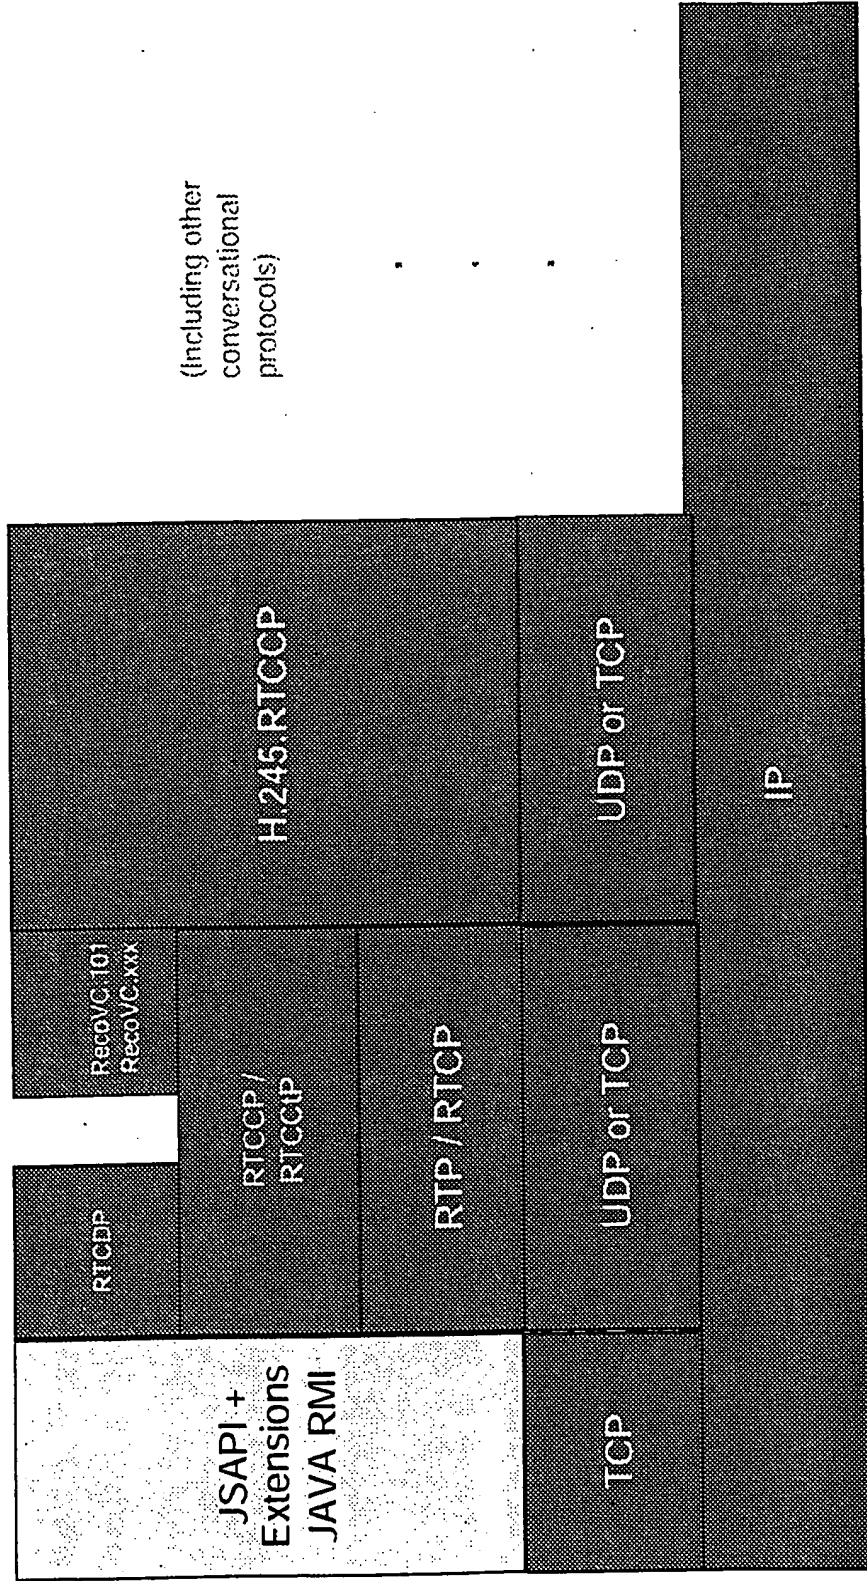 JSAPI +
Extensions
JAVA RMI
RTCDP
RecoVC.101
RecoVC.xxx
RTCCP /
RTCCIP
RTP / RTCP
H.245.RTCCP
(Including other
conversational
protocols)
TCP
UDP or TCP
UDP or TCP
IP